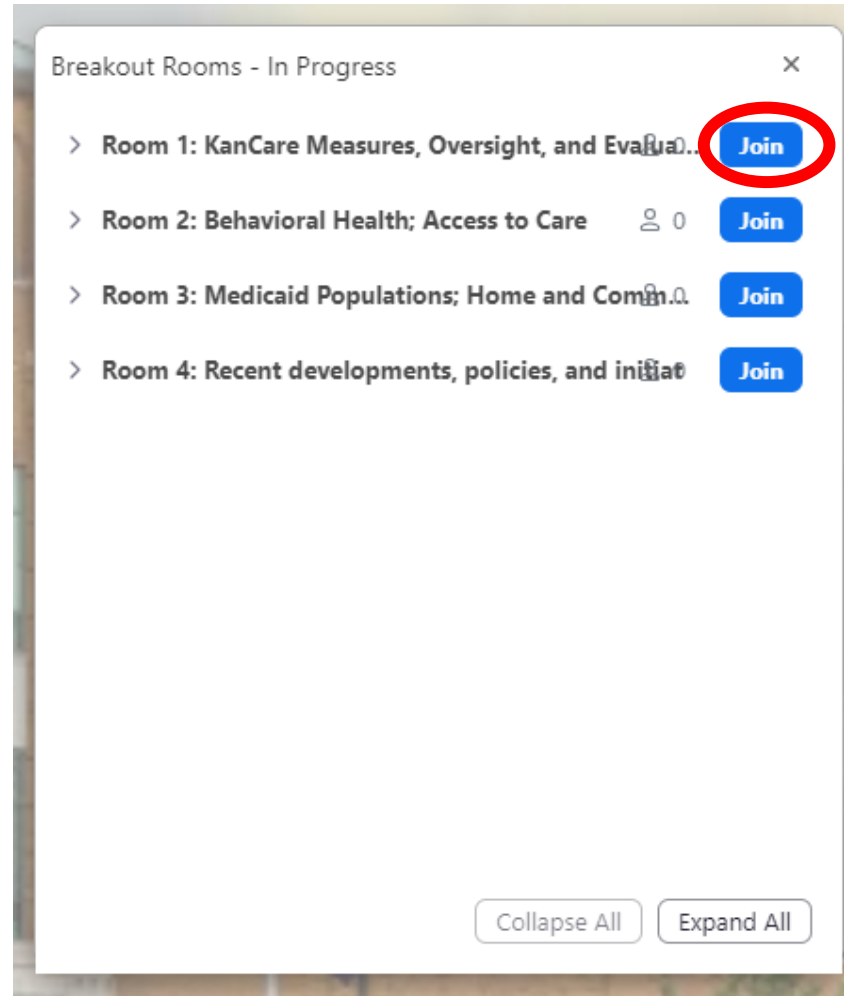 Breakout Rooms - In Progress
Room 1: KanCare Measures, Oversight, and Evalua... 0 Join
Room 2: Behavioral Health; Access to Care 0 Join
Room 3: Medicaid Populations; Home and Comm... 0 Join
Room 4: Recent developments, policies, and initiat 0 Join
Collapse All Expand All